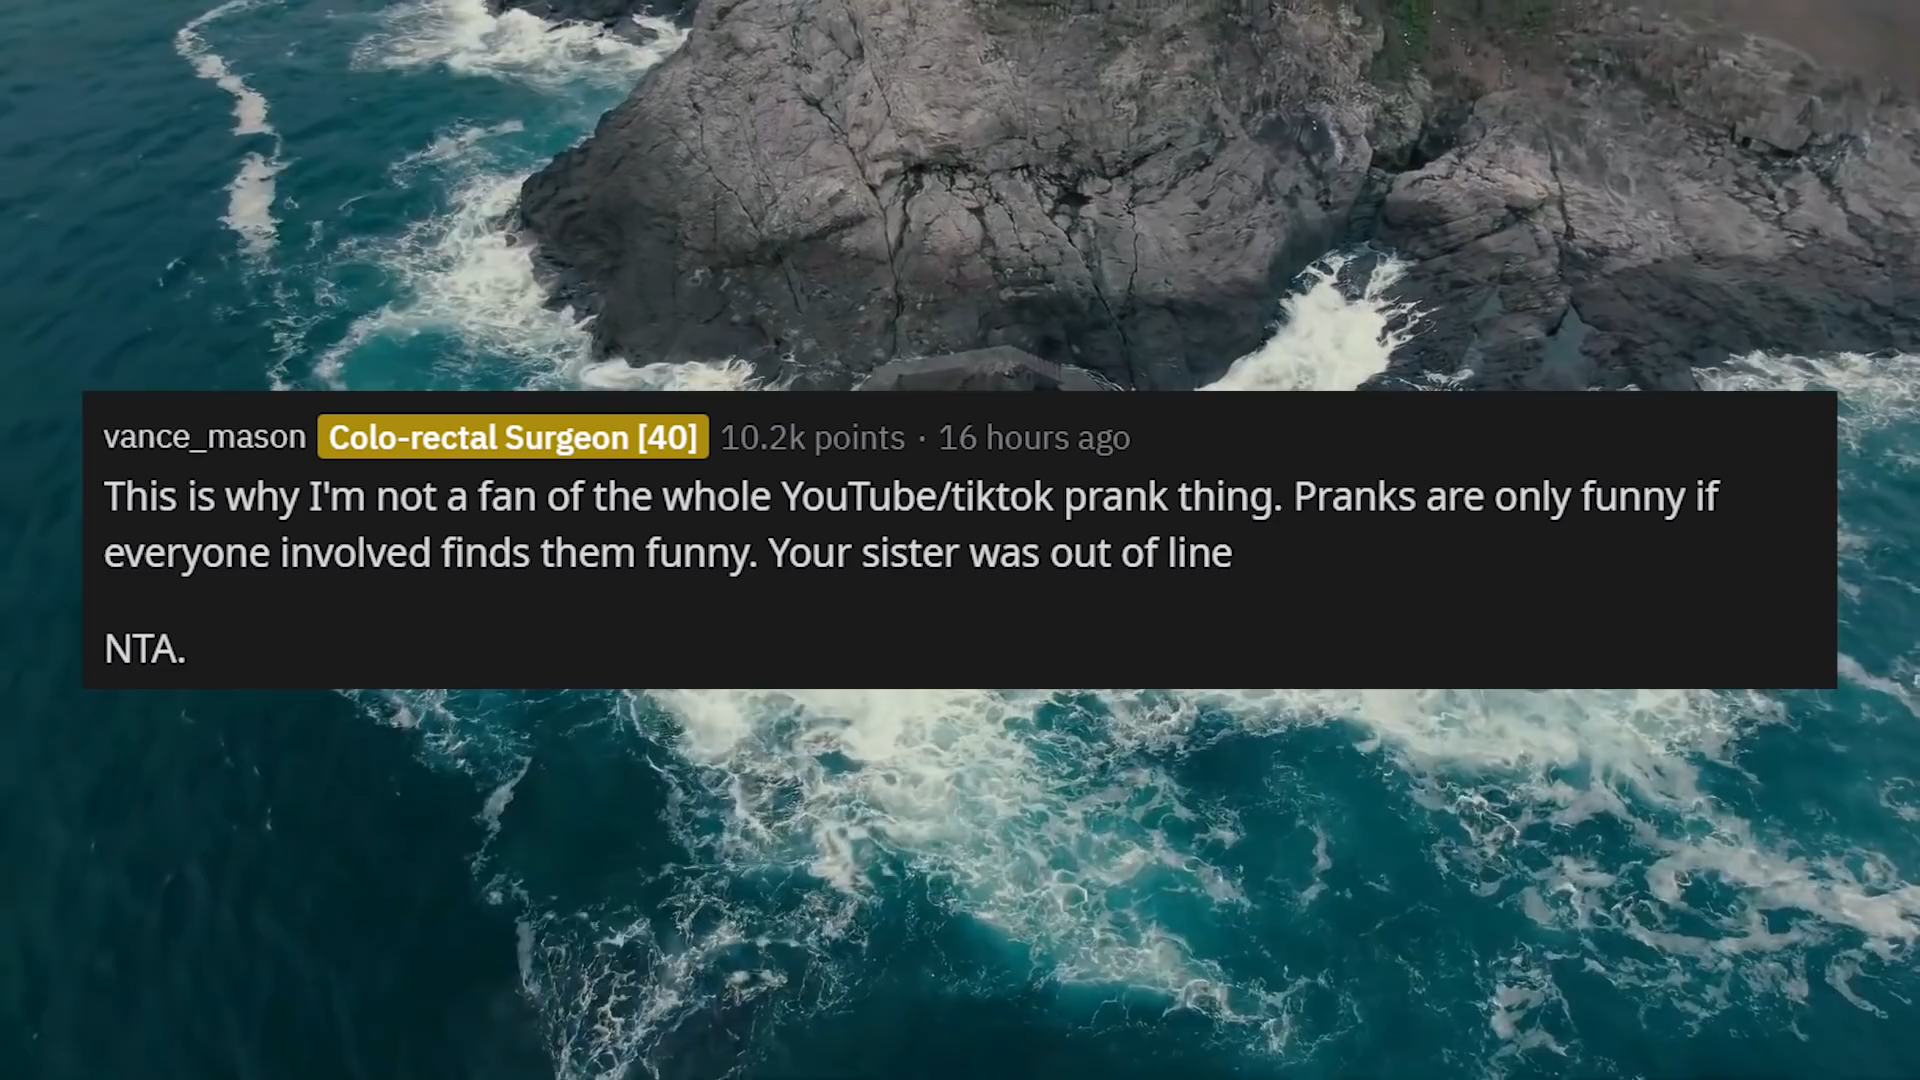 vance_mason Colo-rectal Surgeon [40] 10.2k points · 16 hours ago
This is why I'm not a fan of the whole YouTube/tiktok prank thing. Pranks are only funny if
everyone involved finds them funny. Your sister was out of line
NTA.